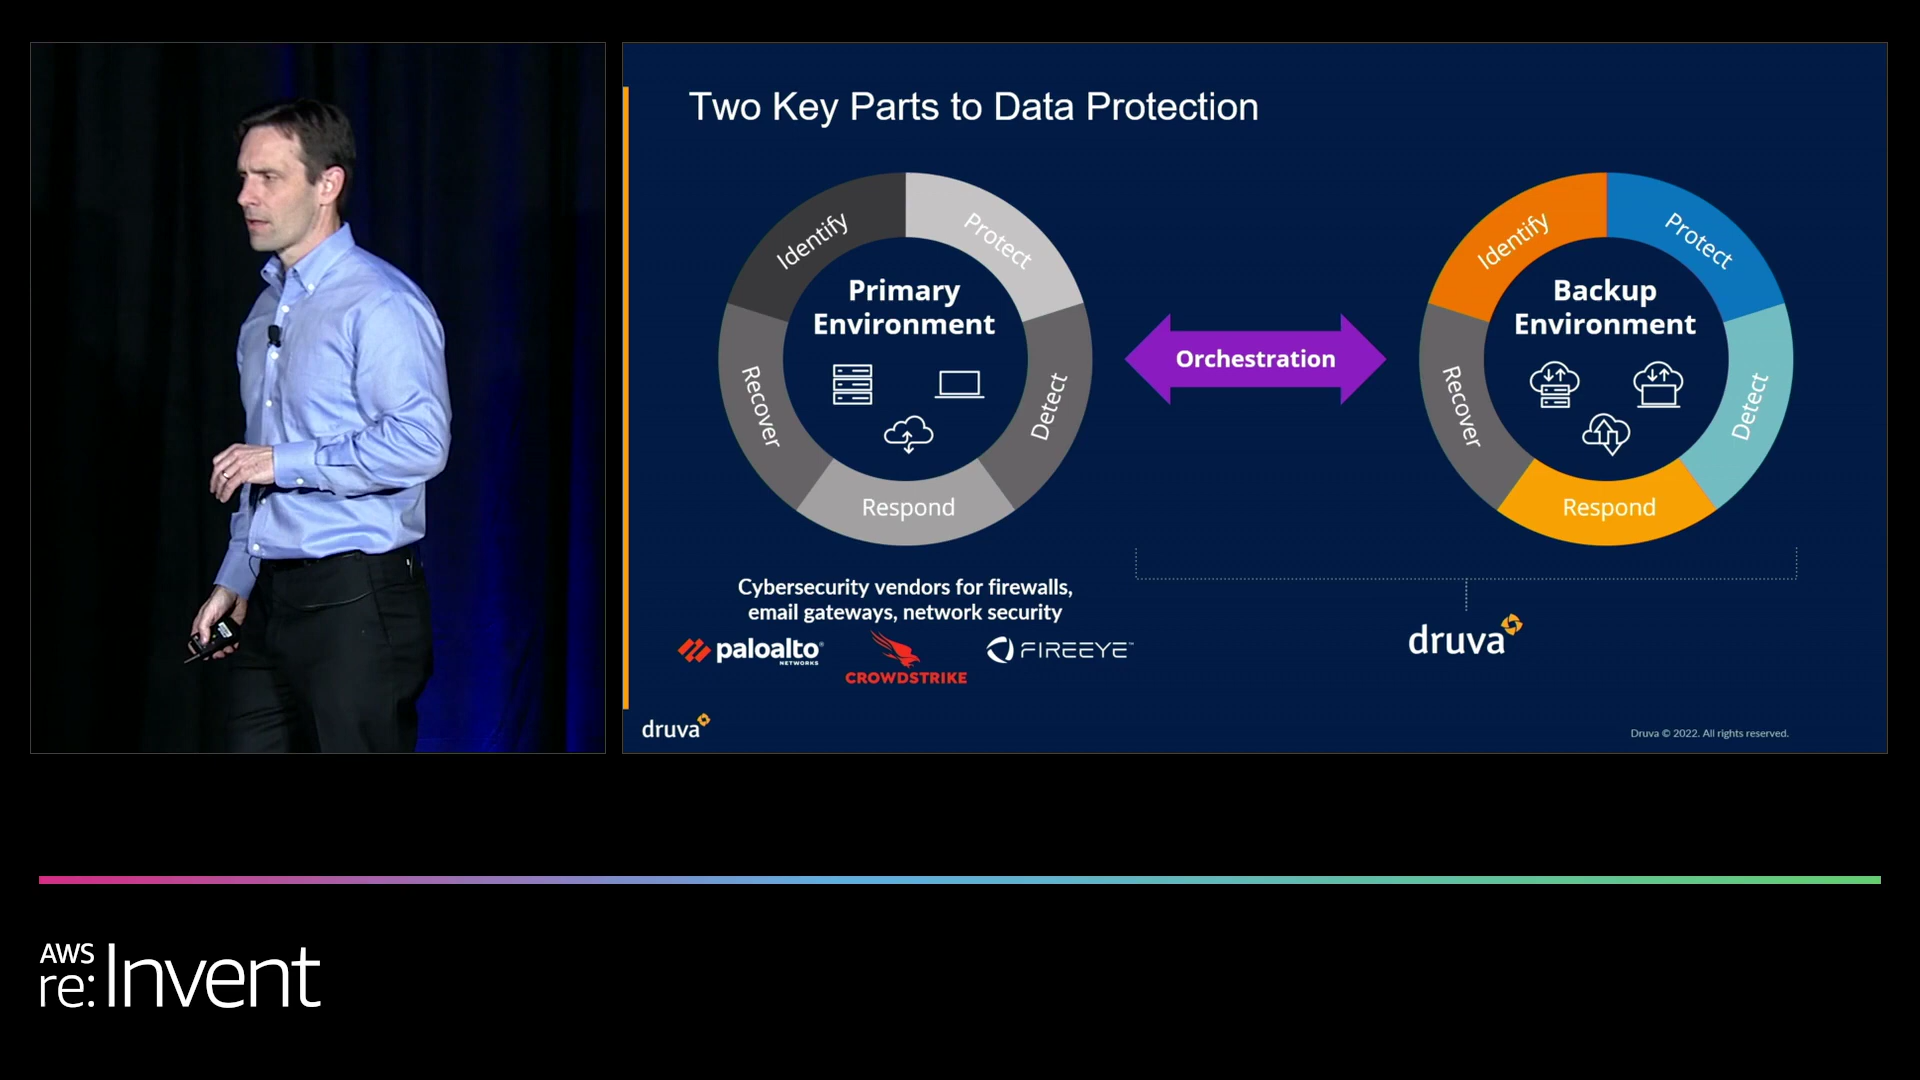 Two Key Parts to Data Protection
Identify
Protect
Detect
Respond
Recover
Primary
Environment
Orchestration
Identify
Protect
Detect
Respond
Recover
Backup
Environment
Cybersecurity vendors for firewalls,
email gateways, network security
paloalto®
NETWORKS
CROWDSTRIKE
FIREEYE™
druva
druva
Druva © 2022. All rights reserved.
AWS
re:Invent